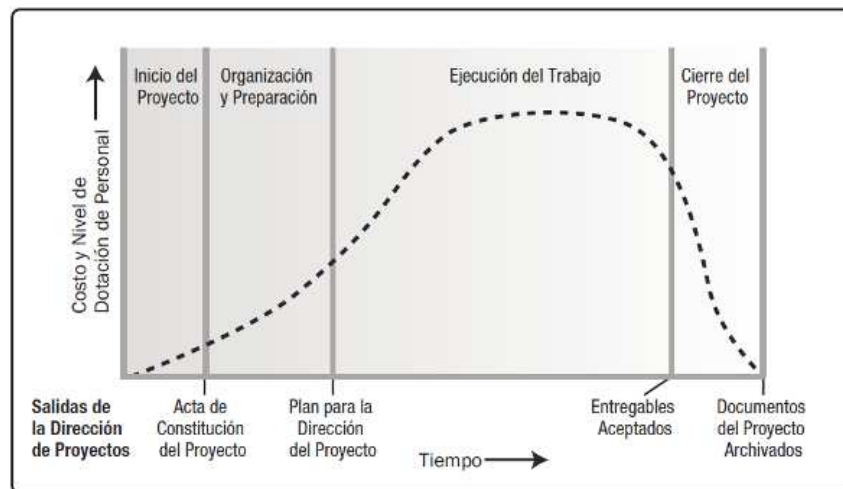 Inicio del
Proyecto
Organización
y Preparación
Ejecución del Trabajo
Cierre del
Proyecto
Costo y Nivel de
Dotación de Personal
Salidas de
la Dirección
de Proyectos
Acta de
Constitución
del Proyecto
Plan para la
Dirección
del Proyecto
Tiempo
Entregables
Aceptados
Documentos
del Proyecto
Archivados